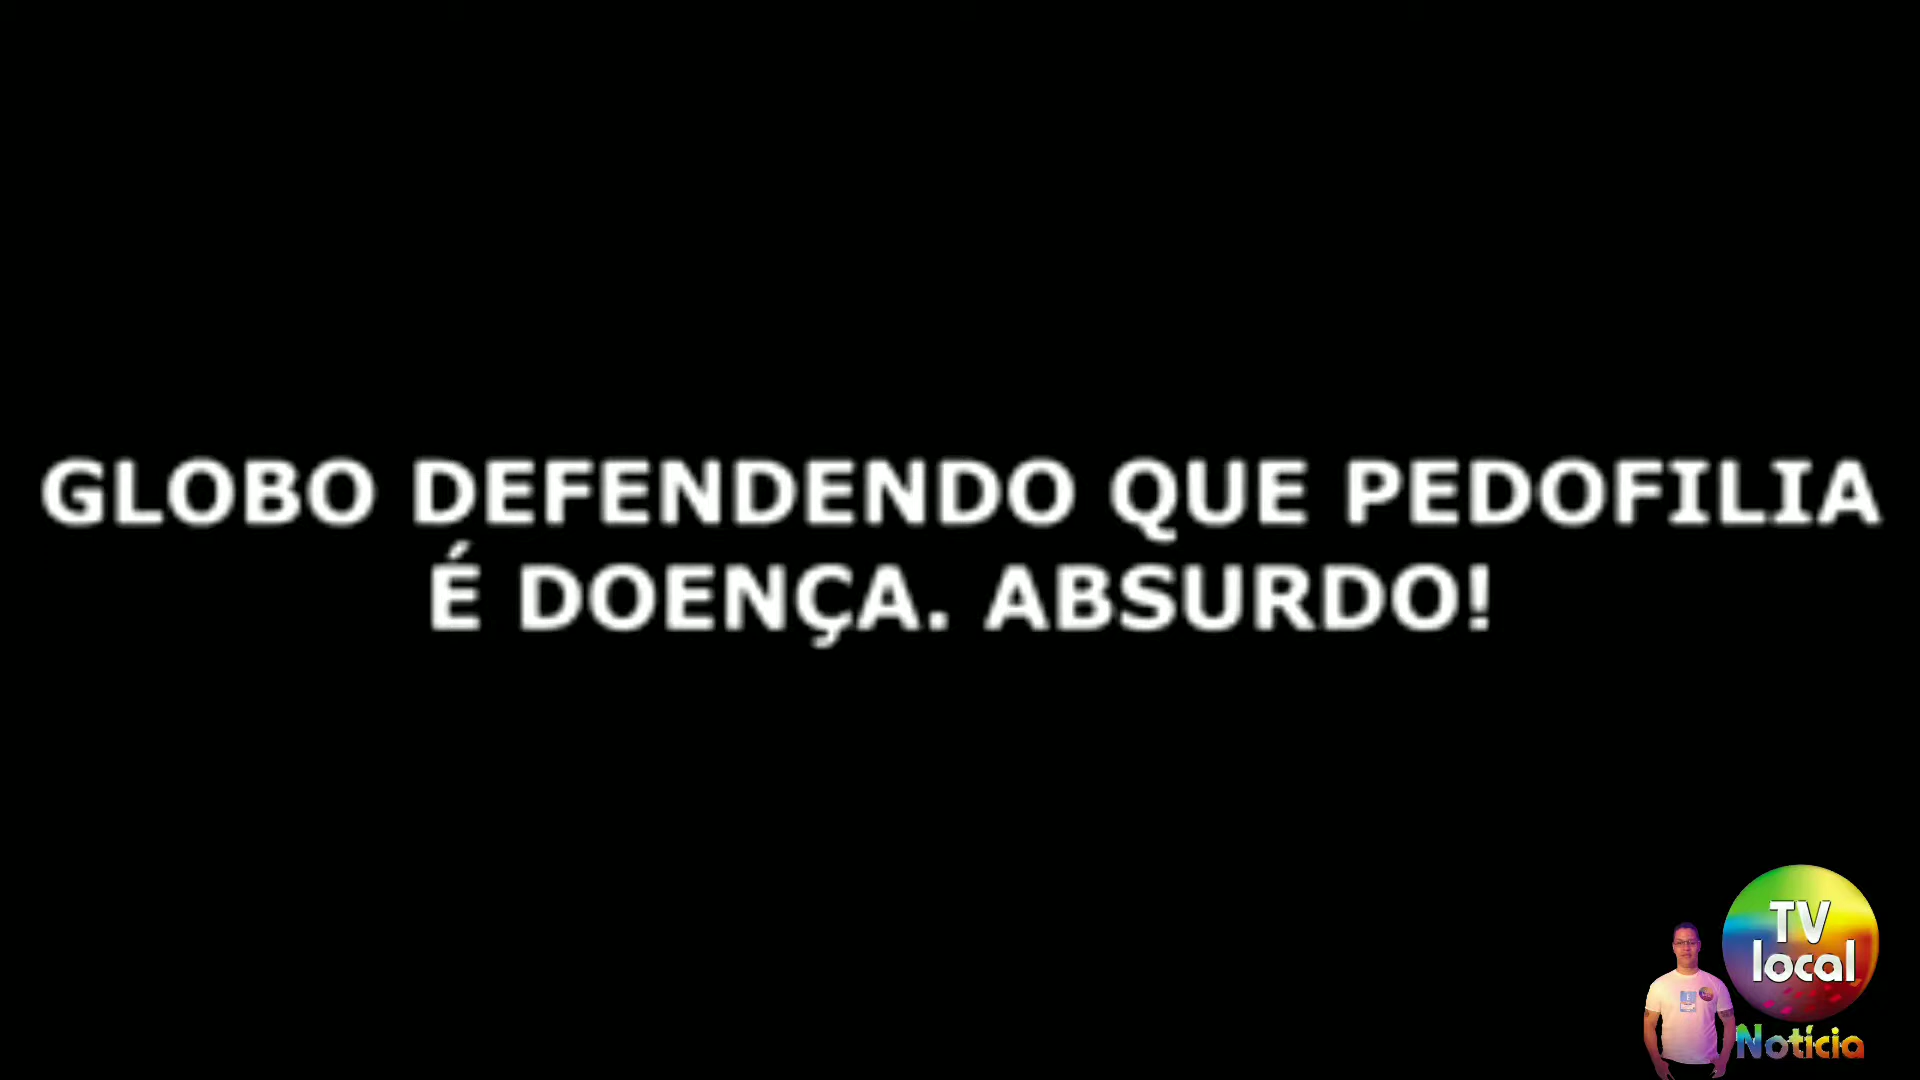 GLOBO DEFENDENDO QUE PEDOFILIA
É DOENÇA. ABSURDO!
TV
local
Notícia